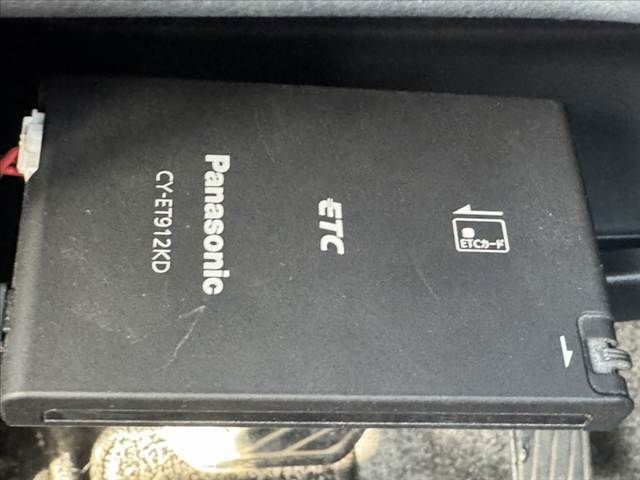 Panasonic
CY-ET912KD
ETC
ETCカード